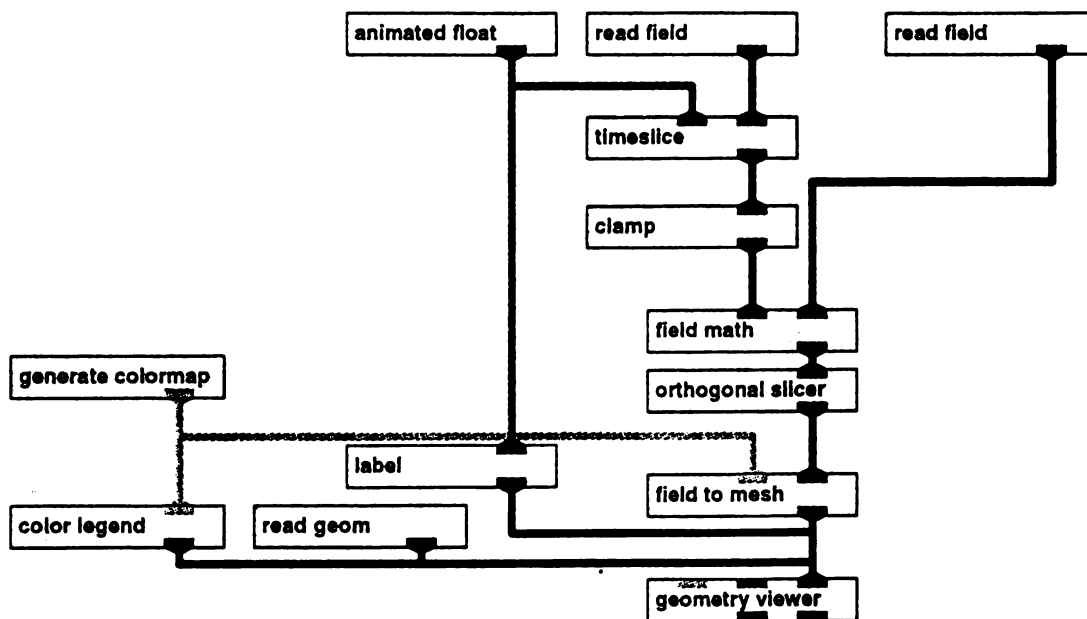 animated float
read field
read field
timeslice
clamp
field math
generate colormap
orthogonal slicer
label
field to mesh
color legend
read geom
geometry viewer